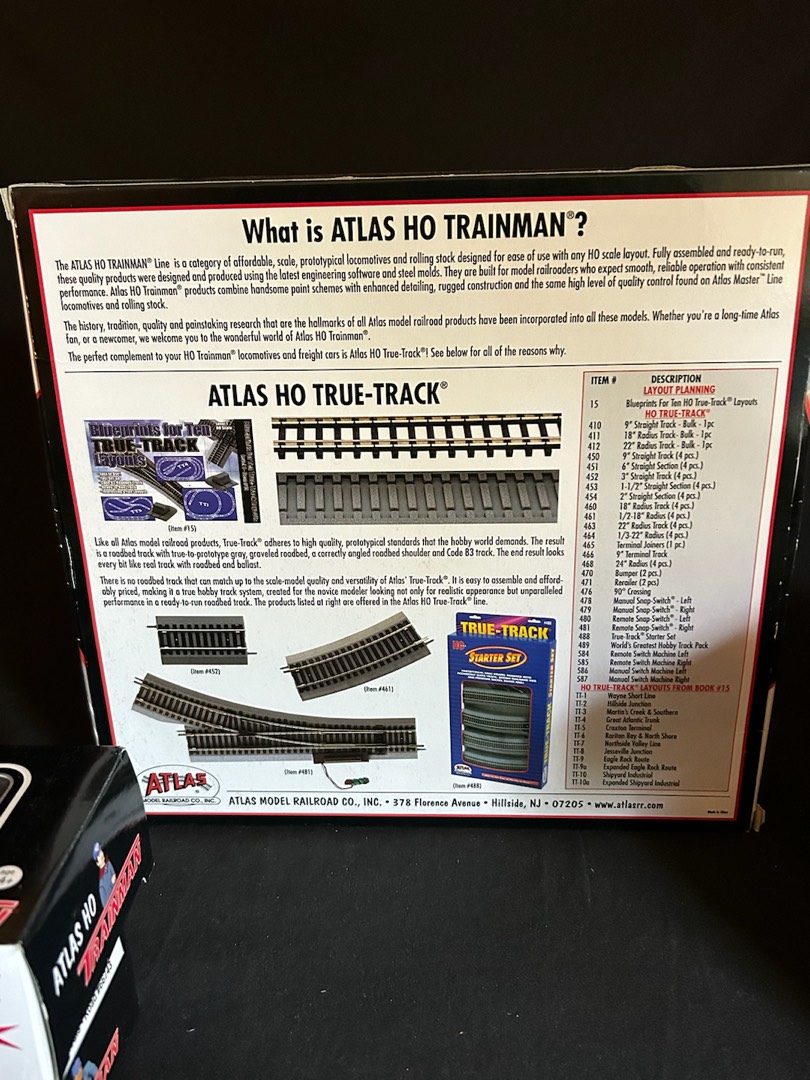 What is ATLAS HO TRAINMAN®?
The ATLAS HO TRAINMAN® Line is a category of affordable, scale, prototypical locomotives and rolling stock designed for ease of use with any HO scale layout. Fully assembled and ready-to-run,
these quality products were designed and produced using the latest engineering software and steel molds. They are built for model railroaders who expect smooth, reliable operation with consistent
performance. Atlas HO Trainman® products combine handsome paint schemes with enhanced detailing, rugged construction and the same high level of quality control found on Atlas Master™ Line
locomotives and rolling stock.
The history, tradition, quality and painstaking research that are the hallmarks of all Atlas model railroad products have been incorporated into all these models. Whether you're a long-time Atlas
fan, or a newcomer, we welcome you to the wonderful world of Atlas HO Trainman®.
The perfect complement to your HO Trainman® locomotives and freight cars is Atlas HO True-Track®! See below for all of the reasons why.
ATLAS HO TRUE-TRACK®
Blueprints for Ten
TRUE-TRACK
Layouts
(Item #15)
Like all Atlas model railroad products, True-Track® adheres to high quality, prototypical standards that the hobby world demands. The result
is a roadbed track with true-to-prototype gray, graveled roadbed, a correctly angled roadbed shoulder and Code 83 track. The end result looks
every bit like real track with roadbed and ballast.
There is no roadbed track that can match up to the scale-model quality and versatility of Atlas' True-Track®. It is easy to assemble and afford-
ably priced, making it a true hobby track system, created for the novice modeler looking not only for realistic appearance but unparalleled
performance in a ready-to-run roadbed track. The products listed at right are offered in the Atlas HO True-Track® line.
(Item #452)
(Item #461)
(Item #481)
TRUE-TRACK
HO
STARTER SET
ATLAS
(Item #488)
ITEM # DESCRIPTION
LAYOUT PLANNING
15 Blueprints For Ten HO True-Track® Layouts
HO TRUE-TRACK®
410 9" Straight Track - Bulk - 1pc
411 18" Radius Track- Bulk - 1pc
412 22" Radius Track - Bulk - 1pc
450 9" Straight Track (4 pcs.)
451 6" Straight Section (4 pcs.)
452 3" Straight Track (4 pcs.)
453 1-1/2" Straight Section (4 pcs.)
454 2" Straight Section (4 pcs.)
460 18" Radius Track (4 pcs.)
461 1/2-18" Radius (4 pcs.)
463 22" Radius Track (4 pcs.)
464 1/3-22" Radius (4 pcs.)
465 Terminal Joiners (1 pr.)
466 9" Terminal Track
468 24" Radius (4 pcs.)
470 Bumper (2 pcs.)
471 Rerailer (2 pcs)
476 90° Crossing
478 Manual Snap-Switch® - Left
479 Manual Snap-Switch® - Right
480 Remote Snap-Switch® - Left
481 Remote Snap-Switch® - Right
488 True-Track® Starter Set
489 World's Greatest Hobby Track Pack
584 Remote Switch Machine Left
585 Remote Switch Machine Right
586 Manual Switch Machine Left
587 Manual Switch Machine Right
HO TRUE-TRACK® LAYOUTS FROM BOOK #15
TT-1 Wayne Short Line
TT-2 Hillside Junction
TT-3 Martin's Creek & Southern
TT-4 Great Atlantic Trunk
TT-5 Croxton Terminal
TT-6 Raritan Bay & North Shore
TT-7 Northside Valley Line
TT-8 Jesseville Junction
TT-9 Eagle Rock Route
TT-9a Expanded Eagle Rock Route
TT-10 Shipyard Industrial
TT-10a Expanded Shipyard Industrial
ATLAS
MODEL RAILROAD CO., INC.
ATLAS MODEL RAILROAD CO., INC. • 378 Florence Avenue • Hillside, NJ • 07205 • www.atlasrr.com
Made in China
ATLAS HO
TRAINMAN